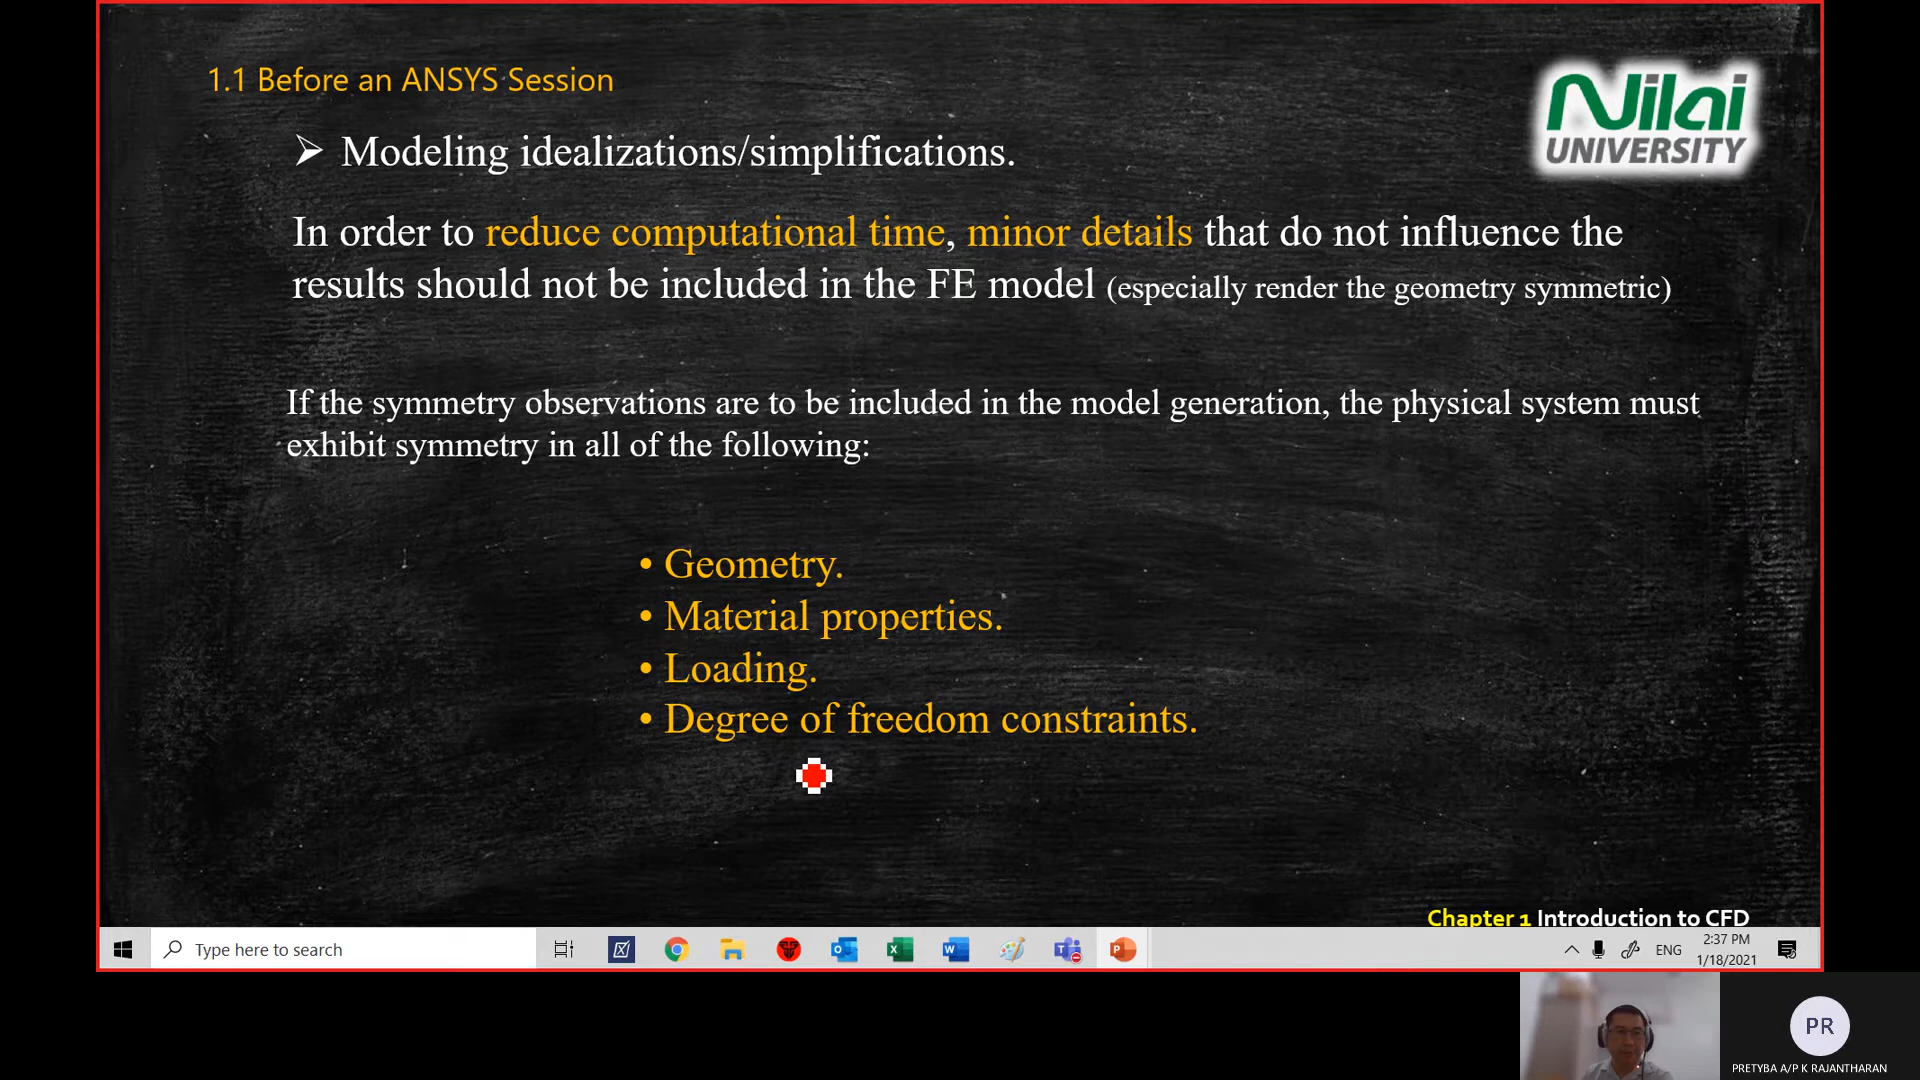 1.1 Before an ANSYS Session
Nilai
UNIVERSITY
➢ Modeling idealizations/simplifications.
In order to reduce computational time, minor details that do not influence the
results should not be included in the FE model (especially render the geometry symmetric)
If the symmetry observations are to be included in the model generation, the physical system must
exhibit symmetry in all of the following:
• Geometry.
• Material properties.
• Loading.
• Degree of freedom constraints.
Chapter 1 Introduction to CFD
Type here to search
ENG
2:37 PM
1/18/2021
PR
PRETYBA A/P K RAJANTHARAN